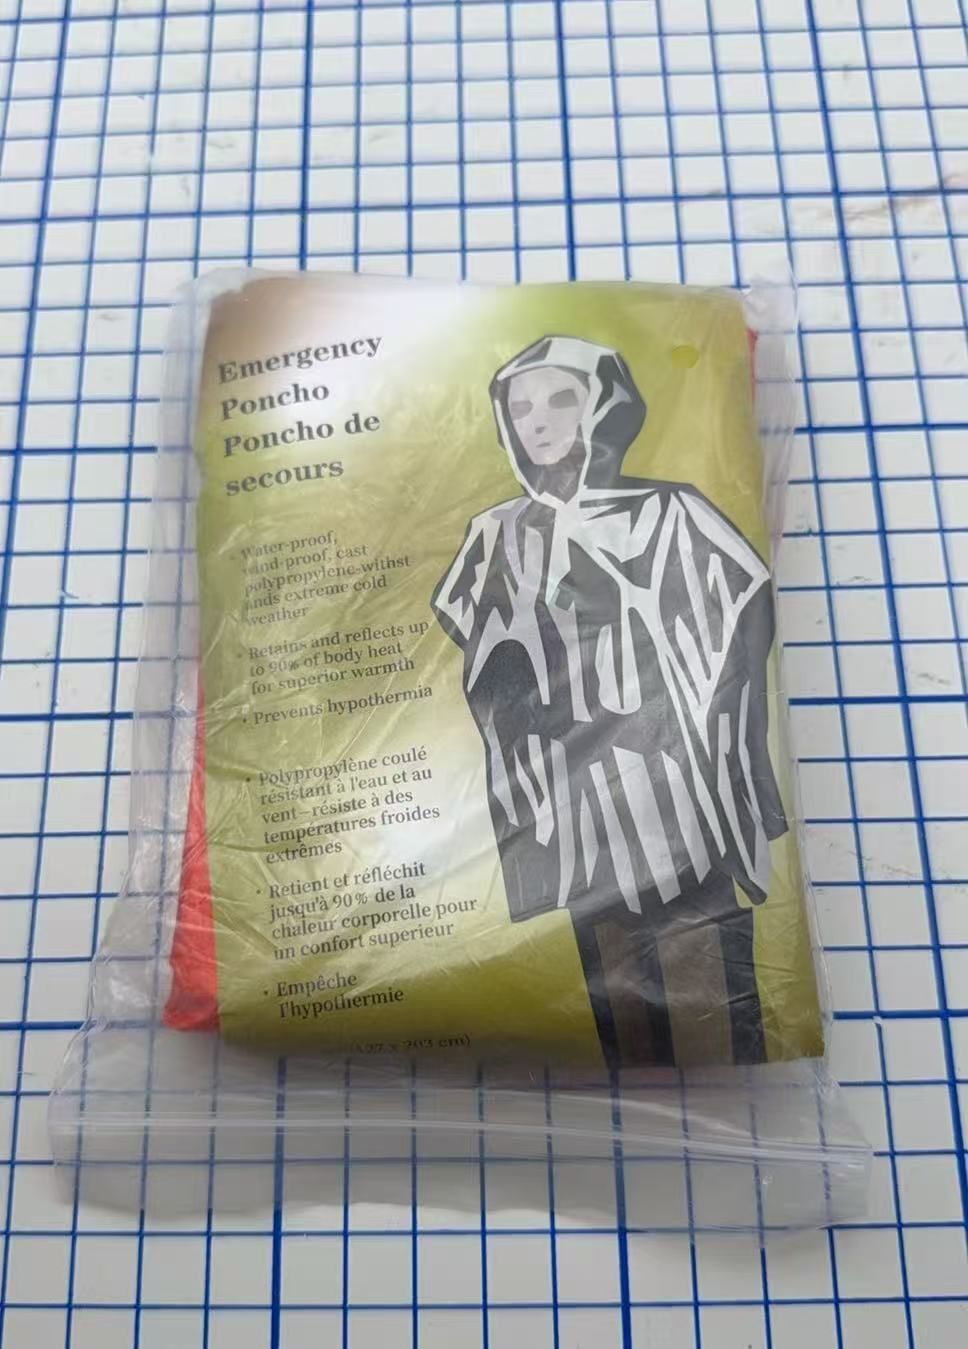 Emergency
Poncho
Poncho de
secours
• Water-proof,
wind-proof, cast
polypropylene-withst
ands extreme cold
weather
• Retains and reflects up
to 90% of body heat
for superior warmth
• Prevents hypothermia
• Polypropylène coulé
résistant à l'eau et au
vent—résiste à des
températures froides
extrêmes
• Retient et réfléchit
jusqu'à 90% de la
chaleur corporelle pour
un confort superieur
• Empêche
l'hypothermie
(127 x 203 cm)